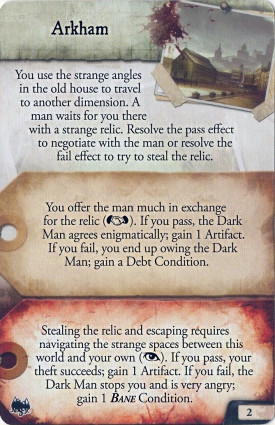 Arkham
You use the strange angles
in the old house to travel
to another dimension. A
man waits for you there
with a strange relic. Resolve the pass effect
to negotiate with the man or resolve the
fail effect to try to steal the relic.
You offer the man much in exchange
for the relic ( ). If you pass, the Dark
Man agrees enigmatically; gain 1 Artifact.
If you fail, you end up owing the Dark
Man; gain a Debt Condition.
Stealing the relic and escaping requires
navigating the strange spaces between this
world and your own ( ). If you pass, your
theft succeeds; gain 1 Artifact. If you fail, the
Dark Man stops you and is very angry;
gain 1 BANE Condition.
2